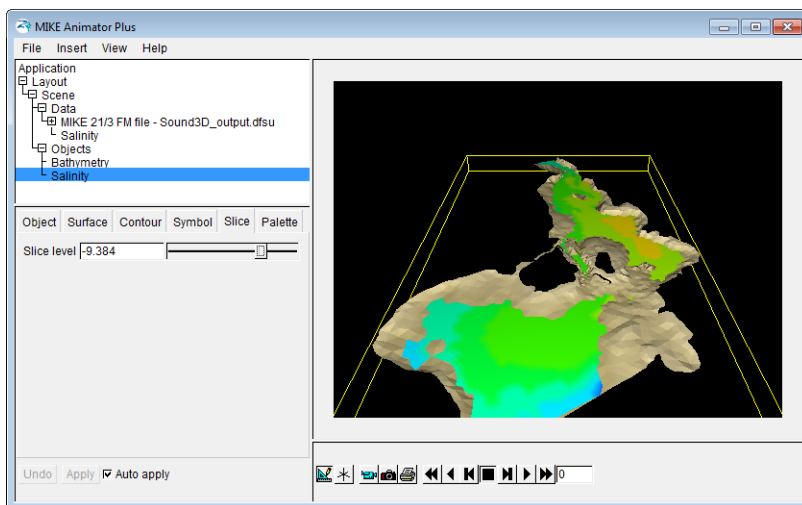 MIKE Animator Plus
File Insert View Help
Application
Layout
Scene
Data
MIKE 21/3 FM file - Sound3D_output.dfsu
Salinity
Objects
Bathymetry
Salinity
Object Surface Contour Symbol Slice Palette
Slice level -9.384
Undo Apply Auto apply
0